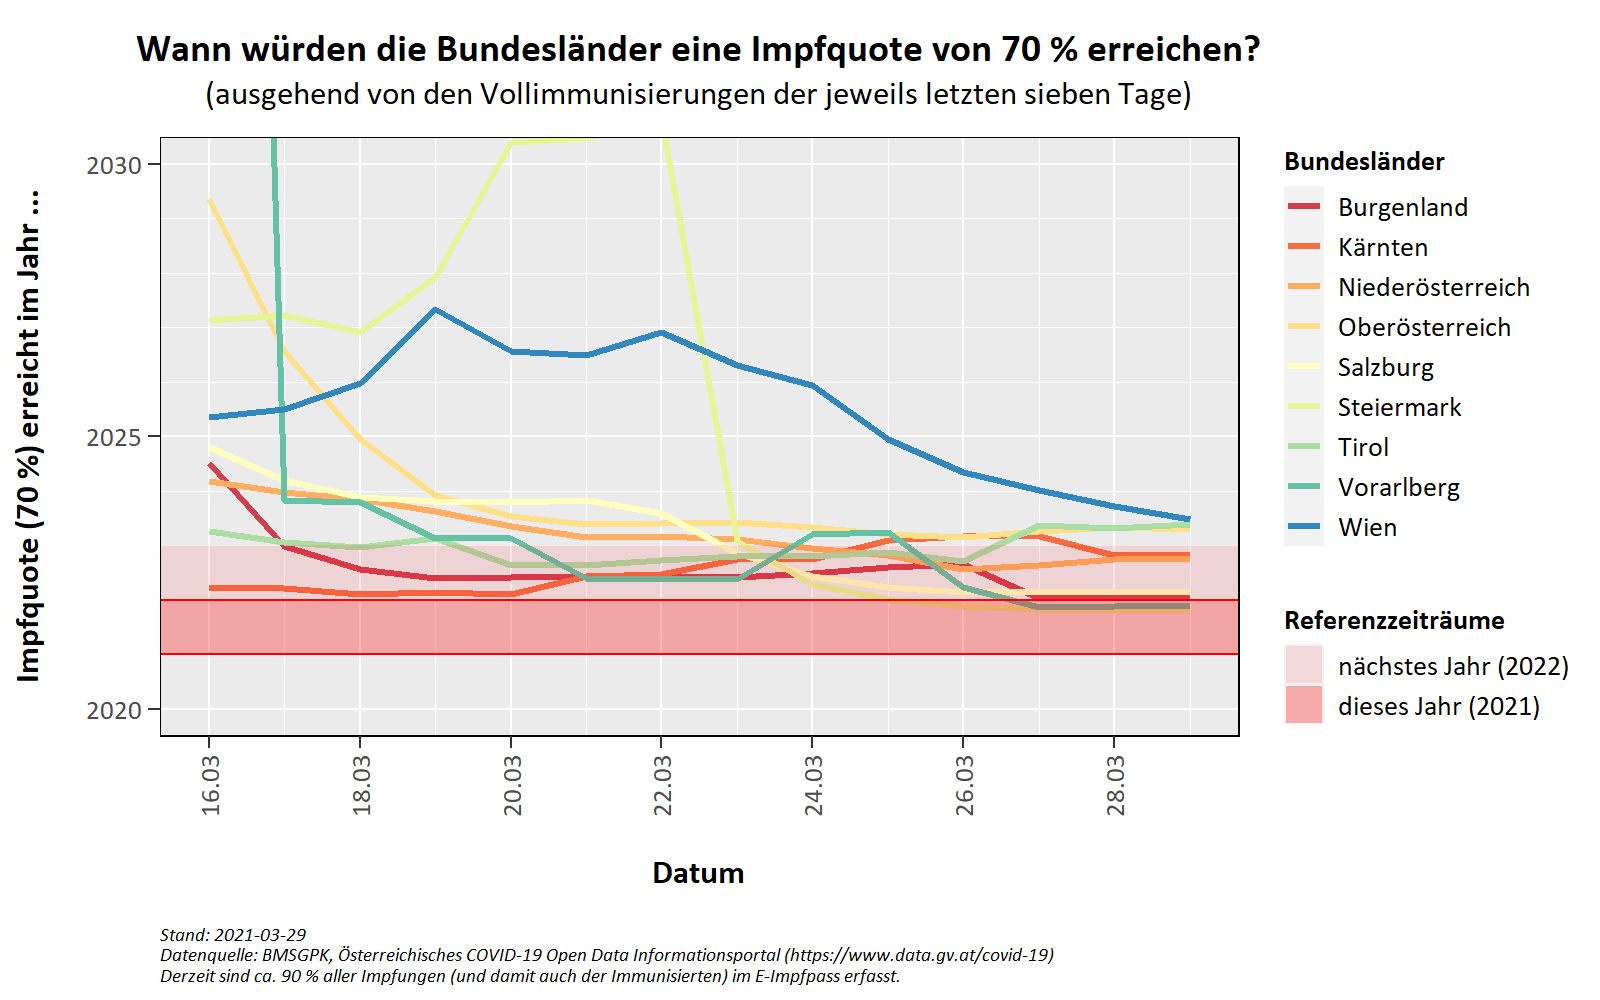 Wann würden die Bundesländer eine Impfquote von 70 % erreichen?
(ausgehend von den Vollimmunisierungen der jeweils letzten sieben Tage)
Impfquote (70 %) erreicht im Jahr ...
2030
2025
2020
16.03
18.03
20.03
22.03
24.03
26.03
28.03
Datum
Bundesländer
Burgenland
Kärnten
Niederösterreich
Oberösterreich
Salzburg
Steiermark
Tirol
Vorarlberg
Wien
Referenzzeiträume
nächstes Jahr (2022)
dieses Jahr (2021)
Stand: 2021-03-29
Datenquelle: BMSGPK, Österreichisches COVID-19 Open Data Informationsportal (https://www.data.gv.at/covid-19)
Derzeit sind ca. 90 % aller Impfungen (und damit auch der Immunisierten) im E-Impfpass erfasst.